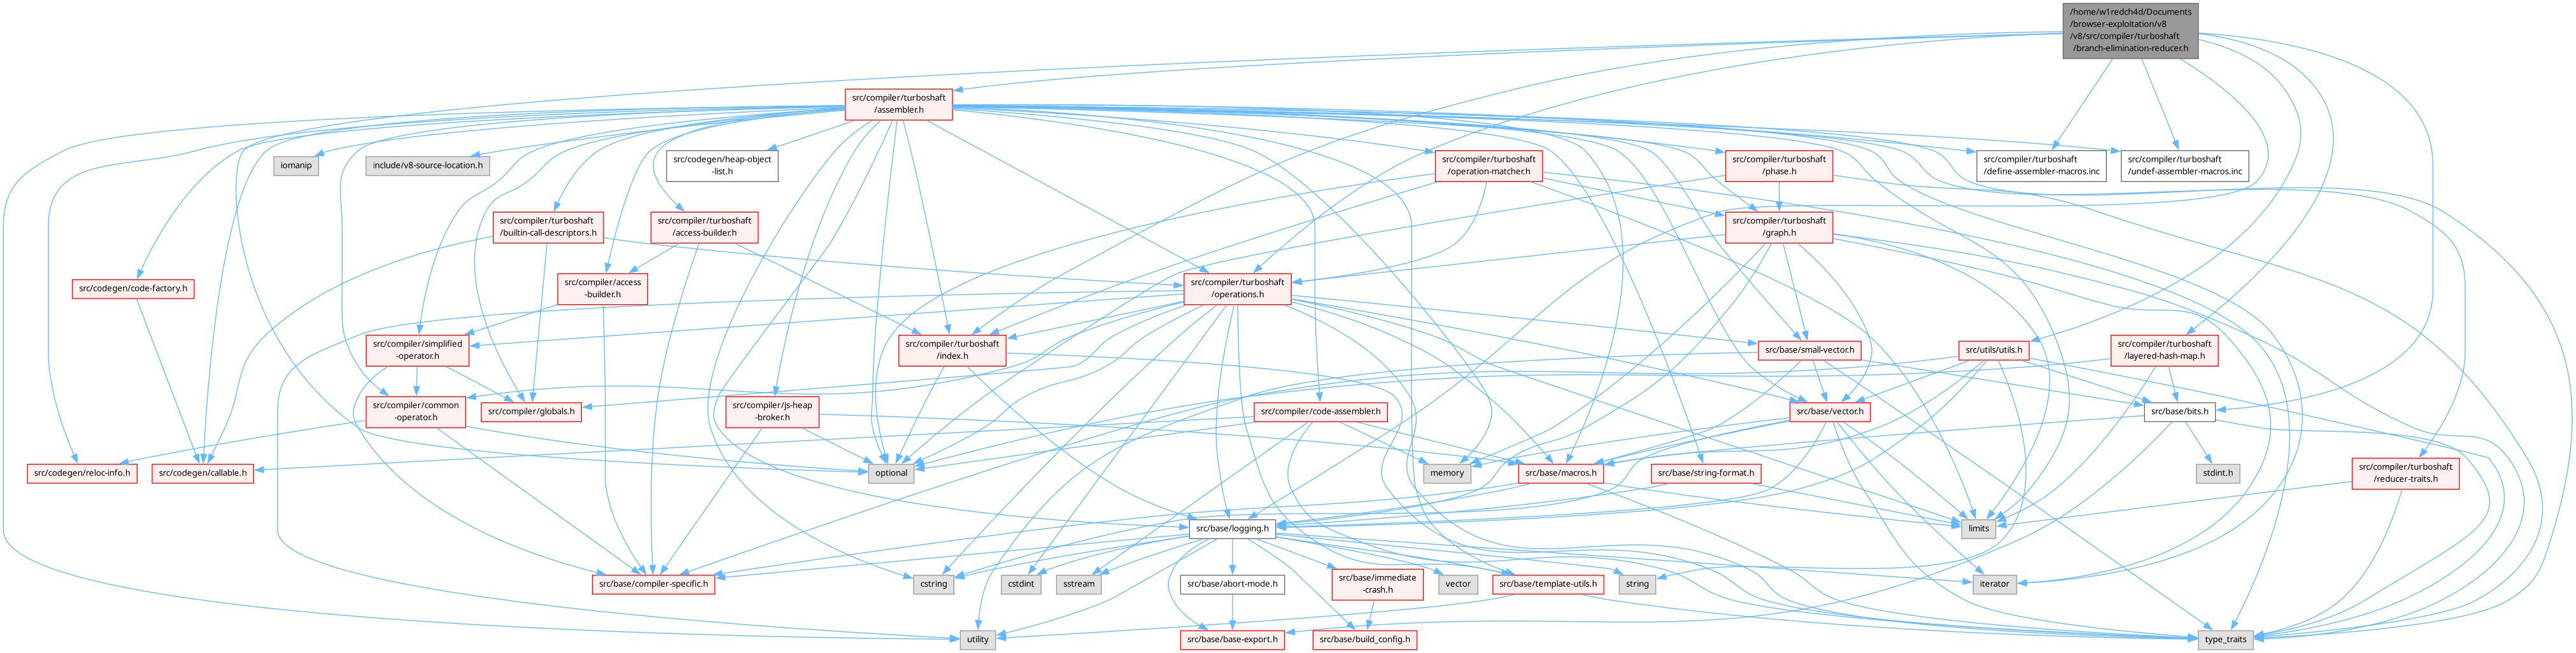 /home/w1redch4d/Documents
/browser-exploitation/v8
/v8/src/compiler/turboshaft
/branch-elimination-reducer.h
src/compiler/turboshaft
/assembler.h
iomanip
include/v8-source-location.h
src/codegen/heap-object
-list.h
src/compiler/turboshaft
/operation-matcher.h
src/compiler/turboshaft
/phase.h
src/compiler/turboshaft
/define-assembler-macros.inc
src/compiler/turboshaft
/undef-assembler-macros.inc
src/compiler/turboshaft
/builtin-call-descriptors.h
src/compiler/turboshaft
/access-builder.h
src/compiler/turboshaft
/graph.h
src/codegen/code-factory.h
src/compiler/access
-builder.h
src/compiler/turboshaft
/operations.h
src/compiler/simplified
-operator.h
src/compiler/turboshaft
/index.h
src/base/small-vector.h
src/utils/utils.h
src/compiler/turboshaft
/layered-hash-map.h
src/compiler/common
-operator.h
src/compiler/globals.h
src/compiler/js-heap
-broker.h
src/compiler/code-assembler.h
src/base/vector.h
src/base/bits.h
src/codegen/reloc-info.h
src/codegen/callable.h
optional
memory
src/base/macros.h
src/base/string-format.h
stdint.h
src/compiler/turboshaft
/reducer-traits.h
src/base/logging.h
limits
src/base/compiler-specific.h
cstring
cstdint
sstream
src/base/abort-mode.h
src/base/immediate
-crash.h
vector
src/base/template-utils.h
string
iterator
utility
src/base/base-export.h
src/base/build_config.h
type_traits